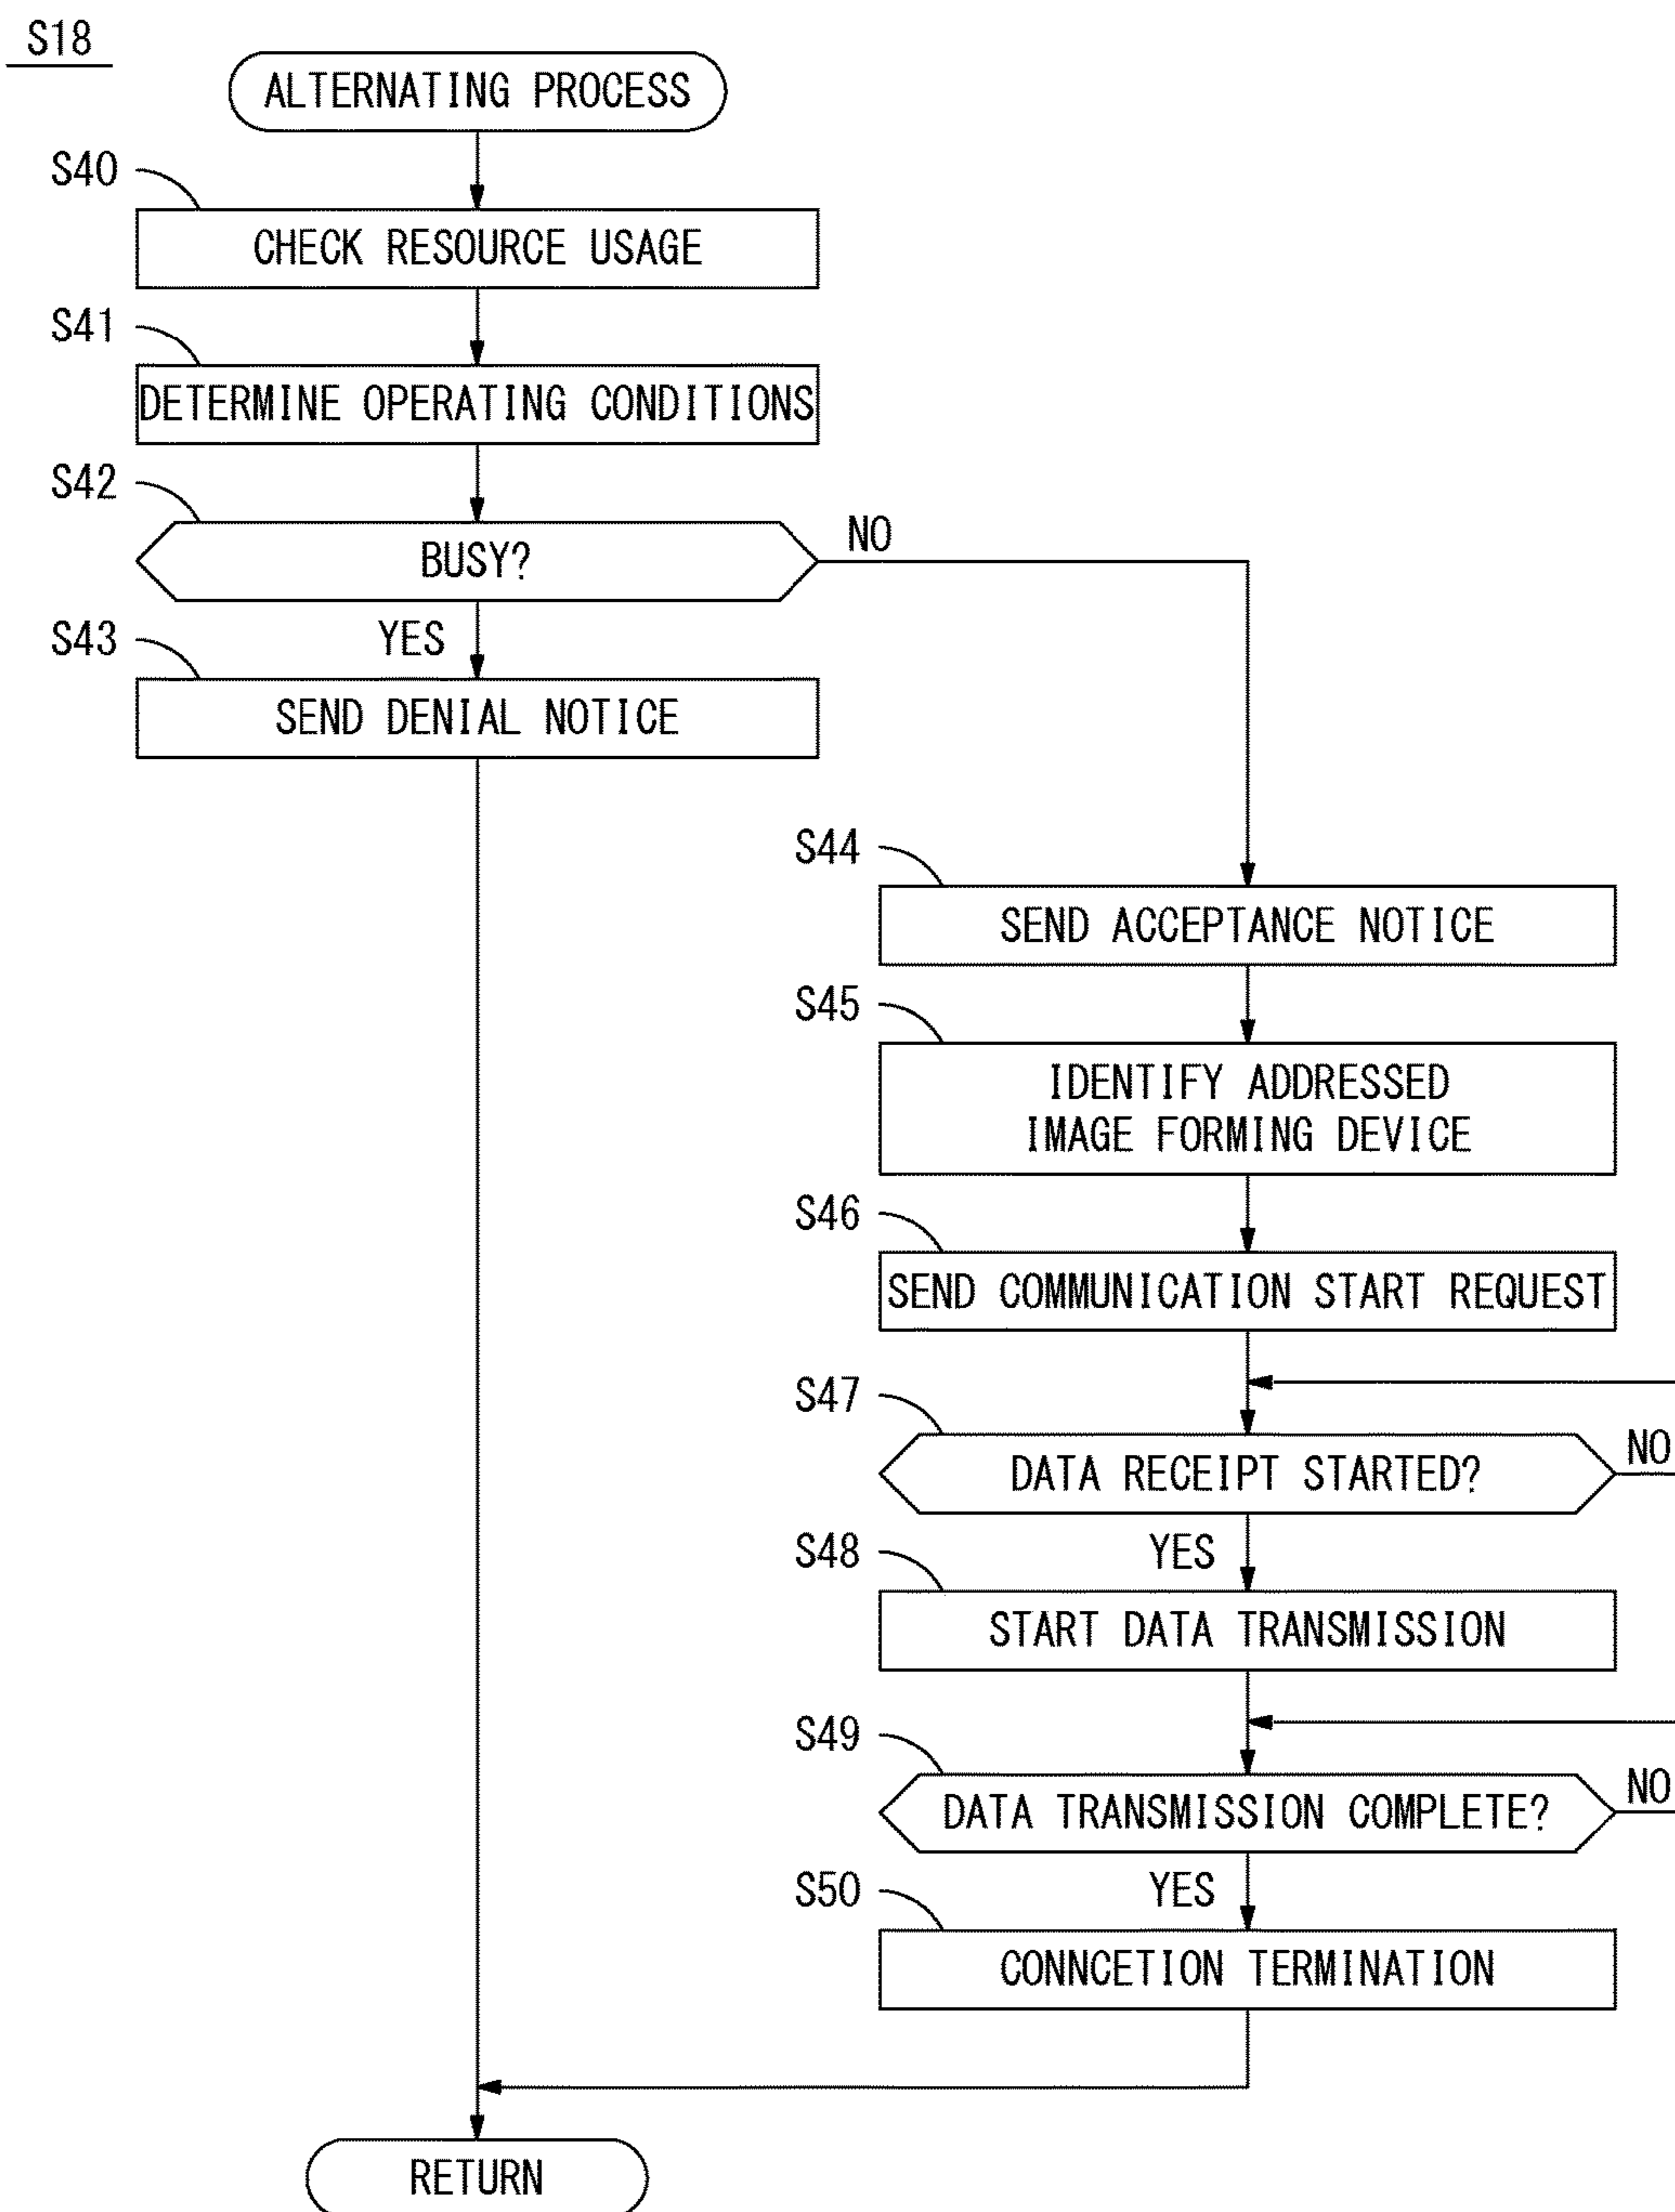 S18
ALTERNATING PROCESS
S40
CHECK RESOURCE USAGE
S41
DETERMINE OPERATING CONDITIONS
S42
BUSY?
NO
YES
S43
SEND DENIAL NOTICE
S44
SEND ACCEPTANCE NOTICE
S45
IDENTIFY ADDRESSED
IMAGE FORMING DEVICE
S46
SEND COMMUNICATION START REQUEST
S47
DATA RECEIPT STARTED?
NO
YES
S48
START DATA TRANSMISSION
S49
DATA TRANSMISSION COMPLETE?
NO
YES
S50
CONNCETION TERMINATION
RETURN